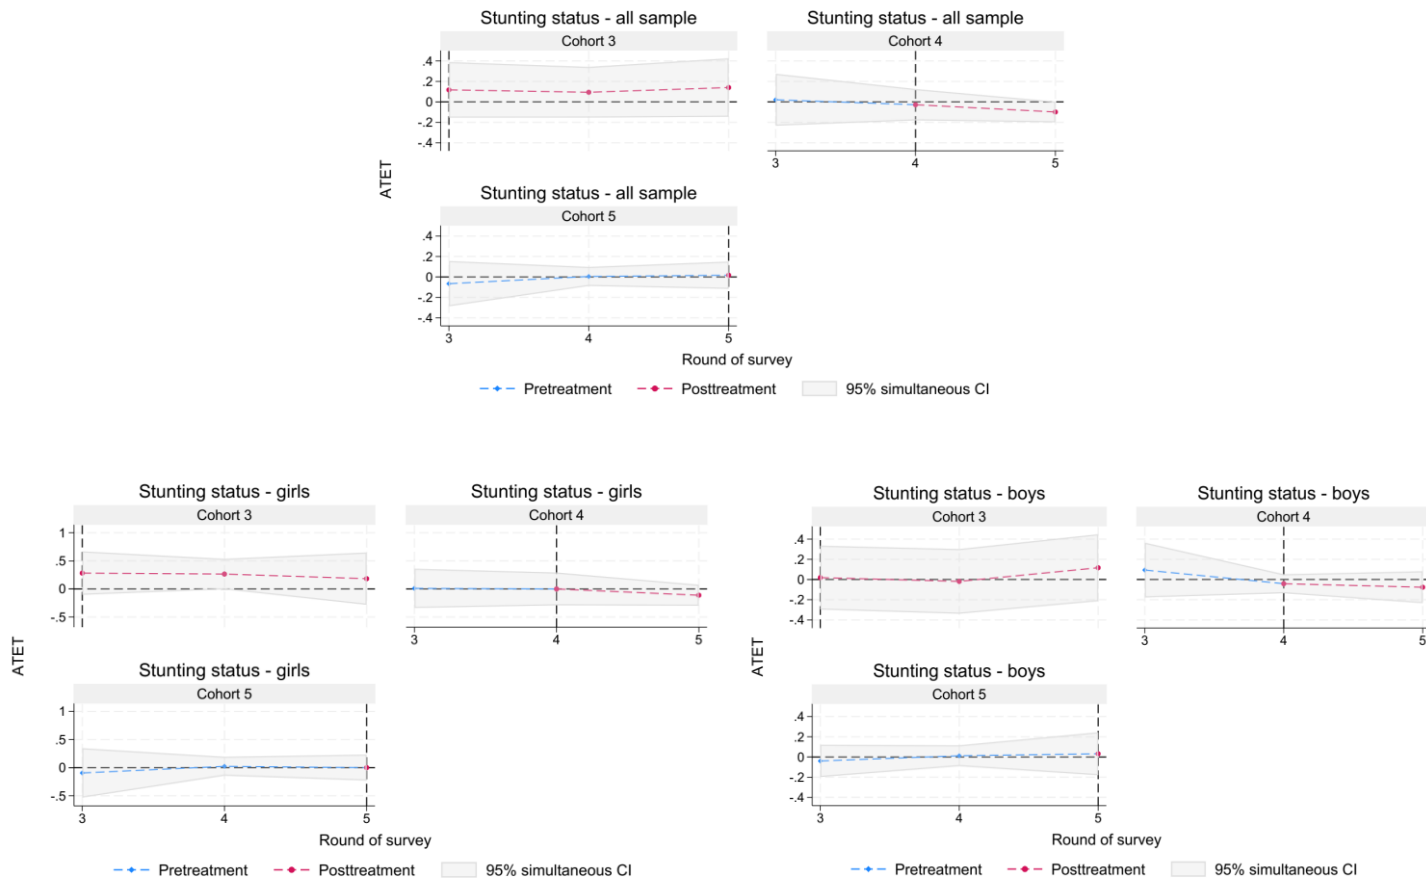 Stunting status - all sample
Stunting status - all sample
Cohort 3
Cohort 4
.4
.2
0
-.2
-.4
3
4
5
ATET
Stunting status - all sample
Cohort 5
.4
.2
0
-.2
-.4
3
4
5
Round of survey
Pretreatment
Posttreatment
95% simultaneous CI
Stunting status - girls
Stunting status - girls
Cohort 3
Cohort 4
1
.5
0
-.5
3
4
5
ATET
Stunting status - girls
Cohort 5
1
.5
0
-.5
3
4
5
Round of survey
Pretreatment
Posttreatment
95% simultaneous CI
Stunting status - boys
Stunting status - boys
Cohort 3
Cohort 4
.4
.2
0
-.2
-.4
3
4
5
ATET
Stunting status - boys
Cohort 5
.4
.2
0
-.2
-.4
3
4
5
Round of survey
Pretreatment
Posttreatment
95% simultaneous CI